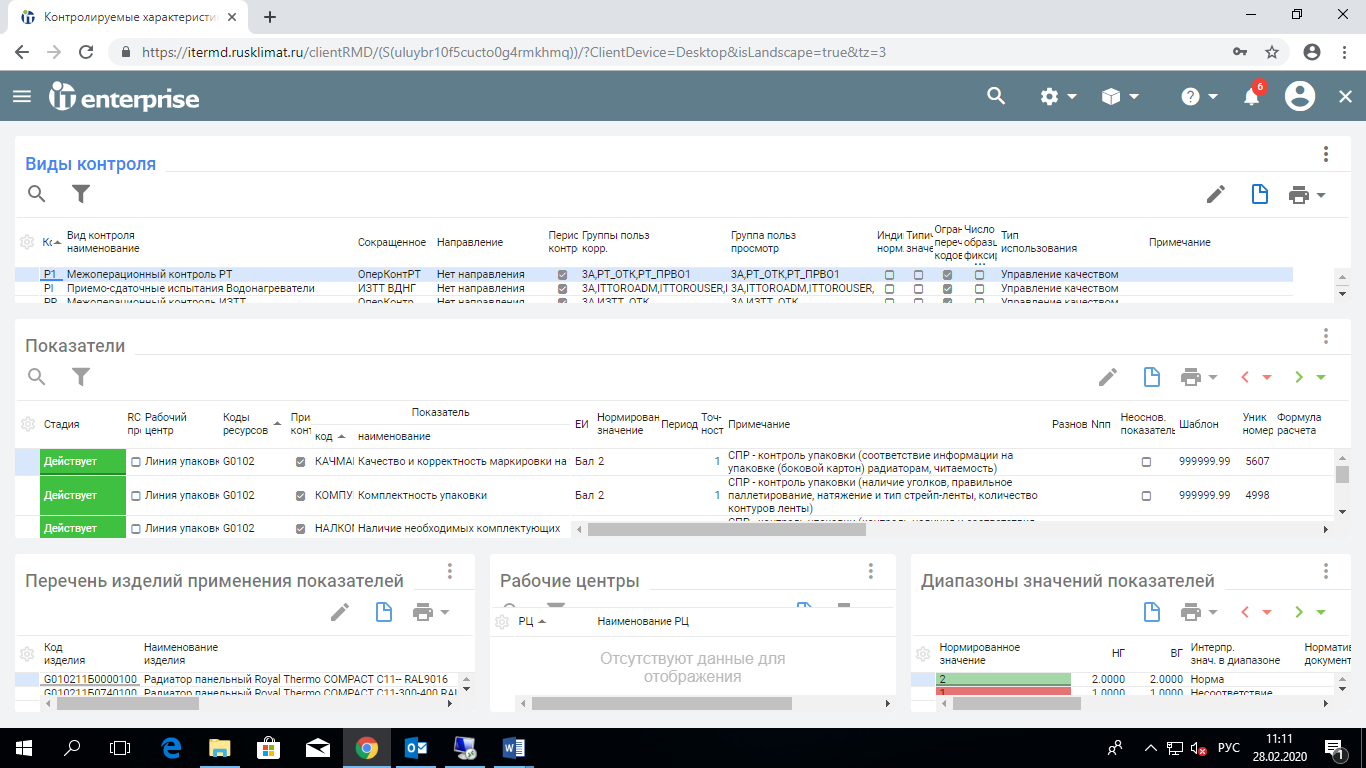 Контролируемые характеристи
https://itermd.rusklimat.ru/clientRMD/(S(uluybr10f5cucto0g4rmkhmq))/?ClientDevice=Desktop&isLandscape=true&tz=3
IT enterprise
6
Виды контроля
Ко
Вид контроля
наименование
Сокращенное
Направление
Перис
контр
Группы польз
корр.
Группы польз
просмотр
Инди
норм.
Типич
значе
Огран
переч
кодов
Число
образц
фиксир
Тип
использования
Примечание
P1 Межоперационный контроль РТ ОперКонтРТ Нет направления ЗА,РТ_ОТК,РТ_ПРВО1 ЗА,РТ_ОТК,РТ_ПРВО1 Управление качеством
PI Приемо-сдаточные испытания Водонагреватели ИЗТТ ВДНГ Нет направления ЗА,ITTOROADM,ITTOROUSER,I ЗА,ITTOROADM,ITTOROUSER, Управление качеством
PP Межоперационный контроль ИЗТТ ОперКонтр Нет направления ЗА,ИЗТТ_ОТК ЗА,ИЗТТ_ОТК Управление качеством
Показатели
Стадия
RC
прс
Рабочий
центр
Коды
ресурсов
При
конт
Показатель
код
наименование
ЕИ
Нормирован
значение
Период
Точ-
ност
Примечание
Разнов
Nпп
Неоснов.
показатель
Шаблон
Уник
номер
Формула
расчета
Действует Линия упаковк G0102 КАЧМАІ Качество и корректность маркировки на Бал 2 1 СПР - контроль упаковки (соответствие информации на
упаковке (боковой картон) радиаторам, читаемость) 999999.99 5607
Действует Линия упаковк G0102 КОМПУІ Комплектность упаковки Бал 2 1 СПР - контроль упаковки (наличие уголков, правильное
паллетирование, натяжение и тип стрейп-ленты, количество
контуров ленты) 999999.99 4998
Действует Линия упаковк G0102 НАЛКОІ Наличие необходимых комплектующих
Перечень изделий применения показателей
Код
изделия
Наименование
изделия
G010211Б0000100 Радиатор панельный Royal Thermo COMPACT C11-- RAL9016
G010211Б0740100 Радиатор панельный Royal Thermo COMPACT C11-300-400 RAL
Рабочие центры
РЦ
Наименование РЦ
Отсутствуют данные для
отображения
Диапазоны значений показателей
Нормированное
значение
НГ
ВГ
Интерпр.
знач. в диапазоне
Норматив
документ
2 2.0000 2.0000 Норма
1 1.0000 1.0000 Несоответствие
РУС
11:11
28.02.2020
1